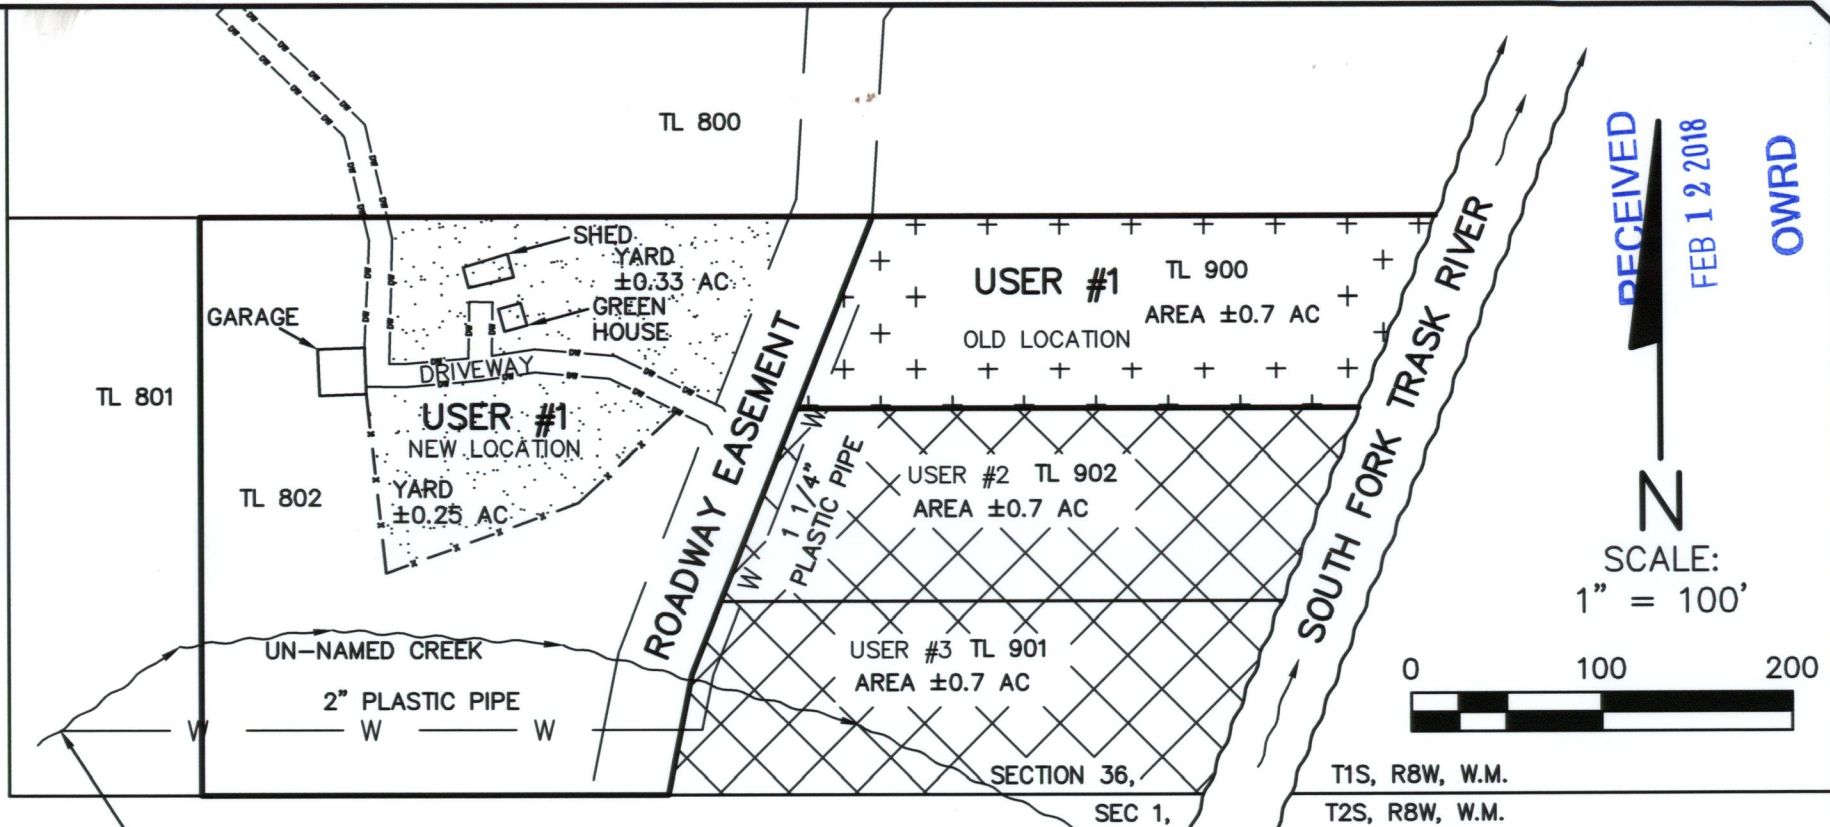 TL 800
RECEIVED
FEB 12 2018
OWRD
SHED
YARD
±0.33 AC
GREEN
HOUSE
GARAGE
DRIVEWAY
USER #1
NEW LOCATION
YARD
±0.25 AC
TL 801
TL 802
ROADWAY EASEMENT
USER #1 TL 900
AREA ±0.7 AC
OLD LOCATION
W
1 1/4"
PLASTIC PIPE
W
USER #2 TL 902
AREA ±0.7 AC
USER #3 TL 901
AREA ±0.7 AC
SOUTH FORK TRASK RIVER
N
SCALE:
1" = 100'
0 100 200
UN-NAMED CREEK
2" PLASTIC PIPE
W W W
SECTION 36, T1S, R8W, W.M.
SEC 1, T2S, R8W, W.M.